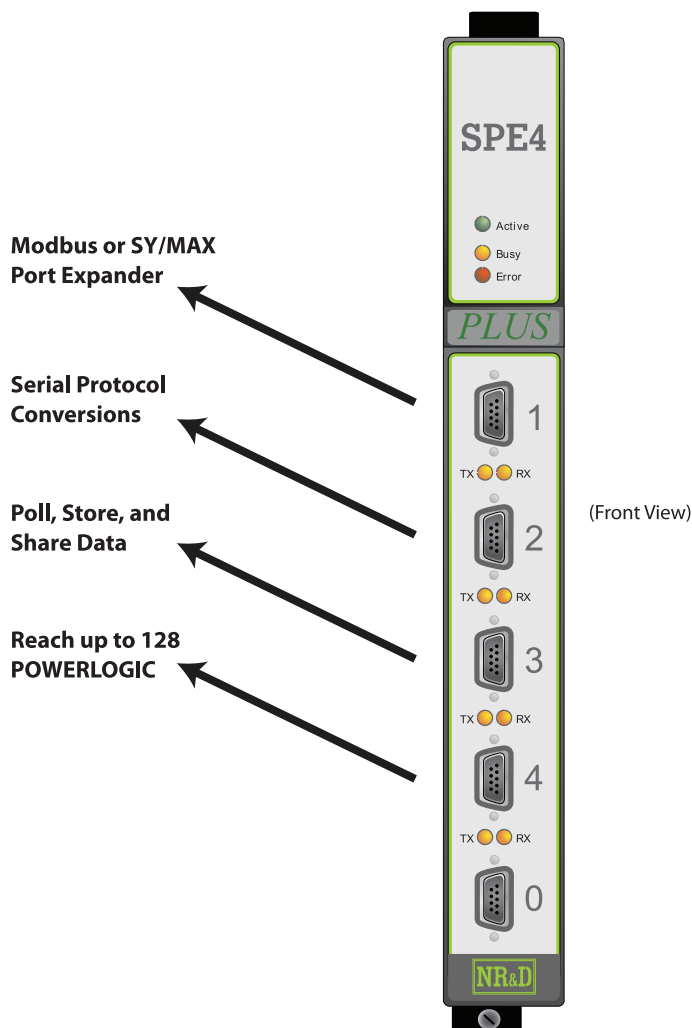 SPE4
Active
Busy
Error
PLUS
Modbus or SY/MAX
Port Expander
1
TX RX
Serial Protocol
Conversions
2
(Front View)
TX RX
Poll, Store, and
Share Data
3
TX RX
Reach up to 128
POWERLOGIC
4
TX RX
0
NR&D